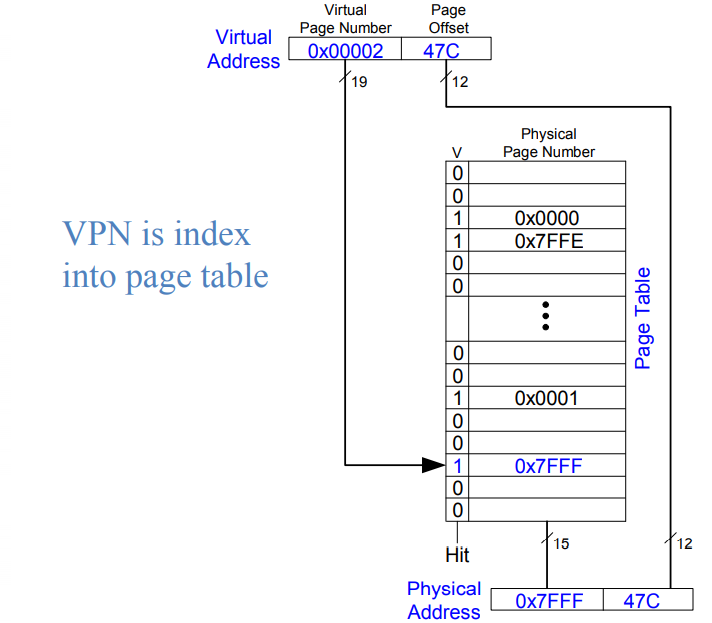 Virtual
Page Number
Page
Offset
Virtual
Address
0x00002
47C
19
12
Physical
Page Number
V
0
0
1 0x0000
1 0x7FFE
0
0
0
0
1 0x0001
0
0
1 0x7FFF
0
0
VPN is index
into page table
Page Table
Hit
15
12
Physical
Address
0x7FFF
47C